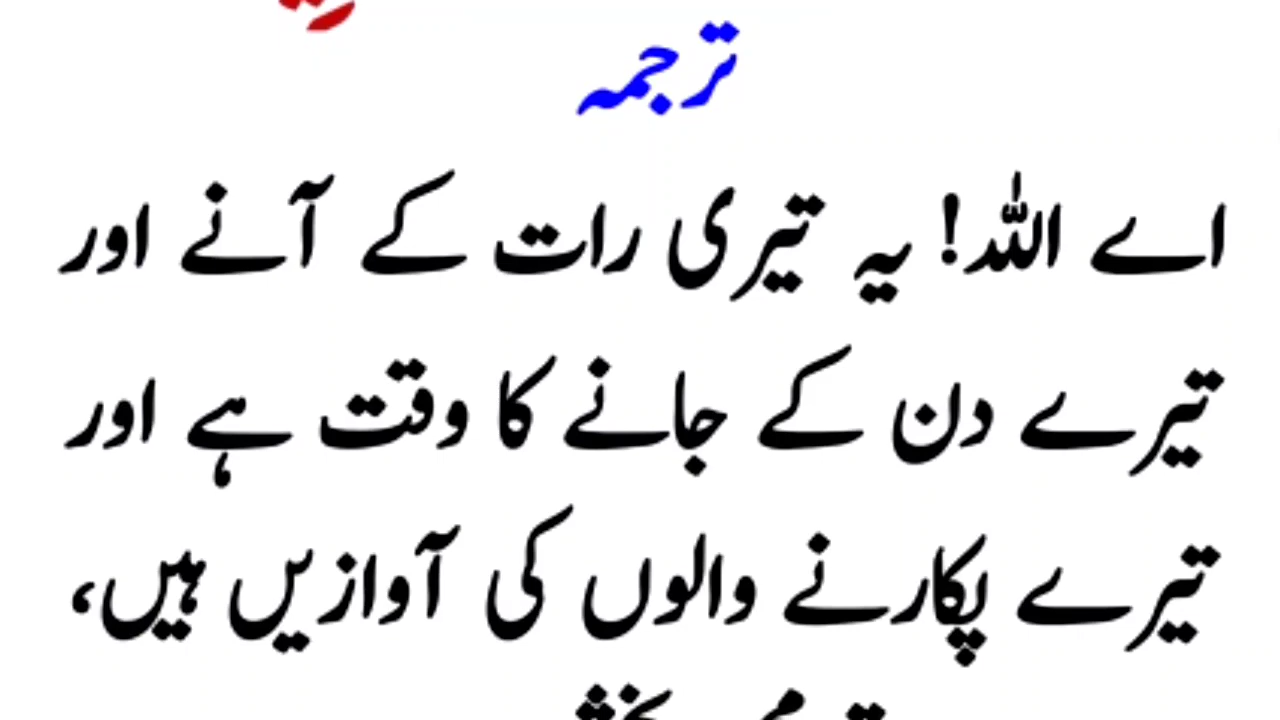 ترجمہ
اے اللہ! یہ تیری رات کے آنے اور
تیرے دن کے جانے کا وقت ہے اور
تیرے پکارنے والوں کی آوازیں ہیں،